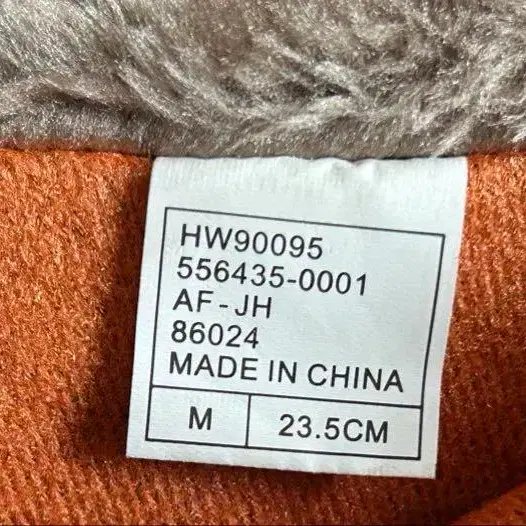 HW90095
556435-0001
AF-JH
86024
MADE IN CHINA
M 23.5CM